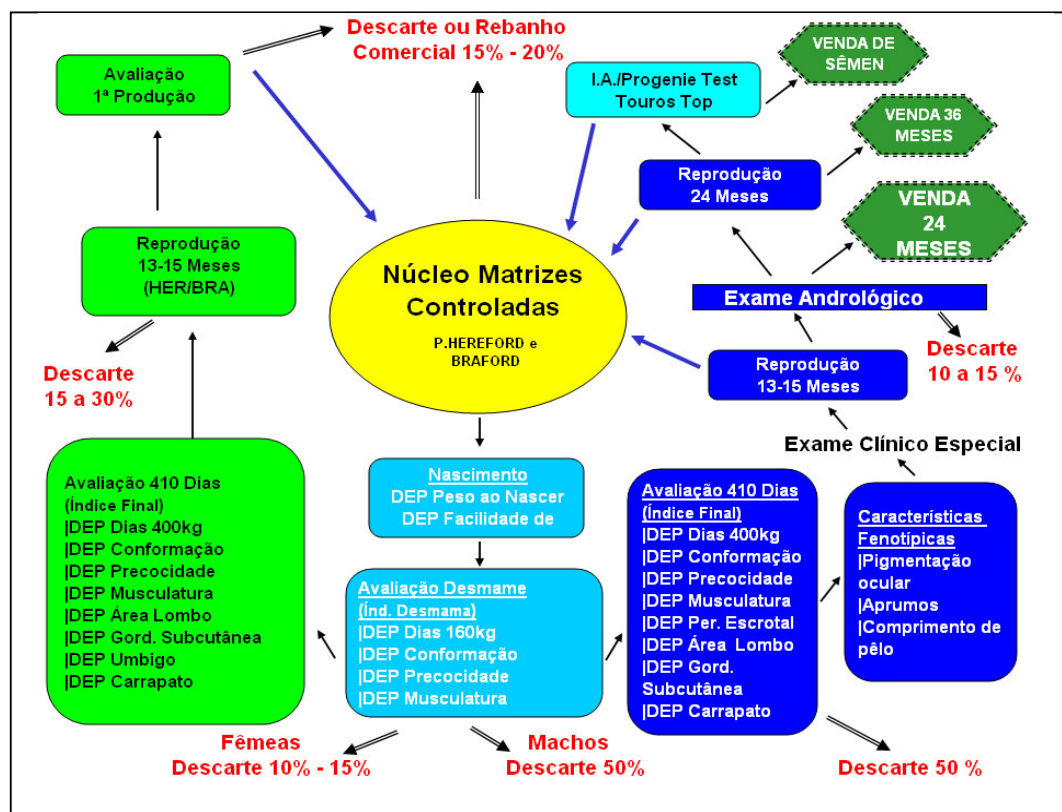 Descarte ou Rebanho
Comercial 15% - 20%
VENDA DE
SÊMEN
Avaliação
1ª Produção
I.A./Progenie Test
Touros Top
VENDA 36
MESES
Reprodução
24 Meses
VENDA
24
MESES
Reprodução
13-15 Meses
(HER/BRA)
Núcleo Matrizes
Controladas
P.HEREFORD e
BRAFORD
Exame Andrológico
Descarte
15 a 30%
Reprodução
13-15 Meses
Descarte
10 a 15 %
Exame Clínico Especial
Avaliação 410 Dias
(Índice Final)
|DEP Dias 400kg
|DEP Conformação
|DEP Precocidade
|DEP Musculatura
|DEP Área Lombo
|DEP Gord. Subcutânea
|DEP Umbigo
|DEP Carrapato
Nascimento
DEP Peso ao Nascer
DEP Facilidade de
Avaliação Desmame
(Índ. Desmama)
|DEP Dias 160kg
|DEP Conformação
|DEP Precocidade
|DEP Musculatura
Avaliação 410 Dias
(Índice Final)
|DEP Dias 400kg
|DEP Conformação
|DEP Precocidade
|DEP Musculatura
|DEP Per. Escrotal
|DEP Área Lombo
|DEP Gord.
Subcutânea
|DEP Carrapato
Características
Fenotípicas
|Pigmentação
ocular
|Aprumos
|Comprimento de
pêlo
Fêmeas
Descarte 10% - 15%
Machos
Descarte 50%
Descarte 50 %